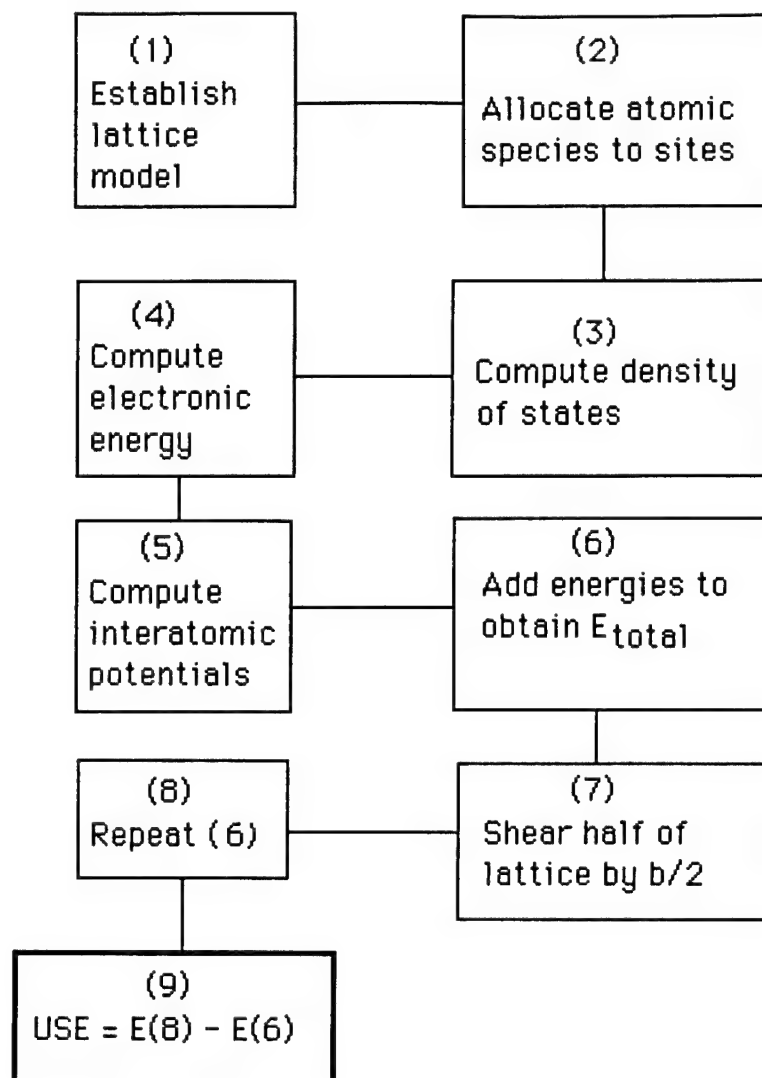 (1)
Establish
lattice
model
(2)
Allocate atomic
species to sites
(3)
Compute density
of states
(4)
Compute
electronic
energy
(5)
Compute
interatomic
potentials
(6)
Add energies to
obtain Etotal
(7)
Shear half of
lattice by b/2
(8)
Repeat (6)
(9)
USE = E(8) - E(6)